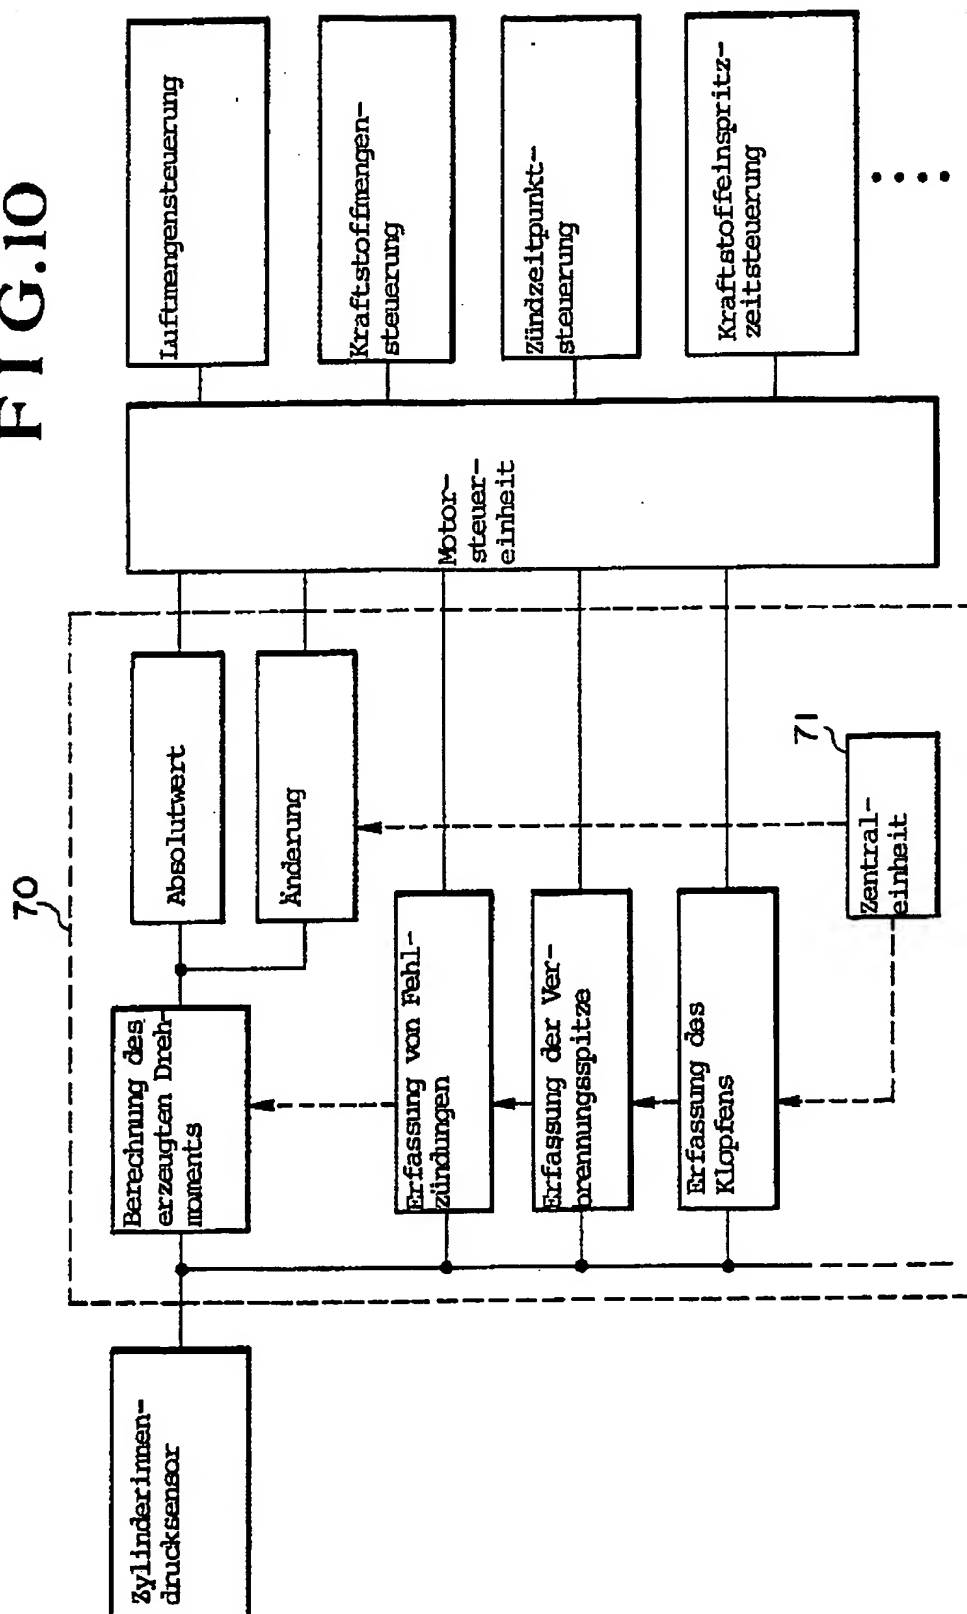 FIG.10
70
Zylinderinnen-
drucksensor
Berechnung des
erzeugten Dreh-
moments
Absolutwert
Änderung
Erfassung von Fehl-
zündungen
Erfassung der Ver-
brennungsspitze
Erfassung des
Klopfens
71
Zentral-
einheit
Motor-
steuer-
einheit
Luftmengensteuerung
Kraftstoffmengen-
steuerung
Zündzeitpunkt-
steuerung
Kraftstoffeinspritz-
zeitsteuerung